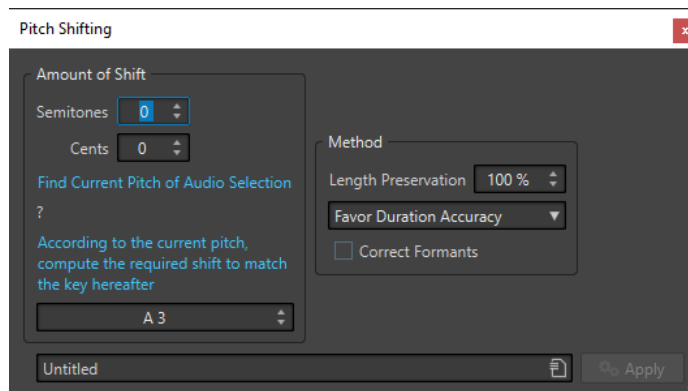 Pitch Shifting
x
Amount of Shift
Semitones 0
Cents 0
Find Current Pitch of Audio Selection
?
According to the current pitch,
compute the required shift to match
the key hereafter
A 3
Method
Length Preservation 100 %
Favor Duration Accuracy
Correct Formants
Untitled
Apply